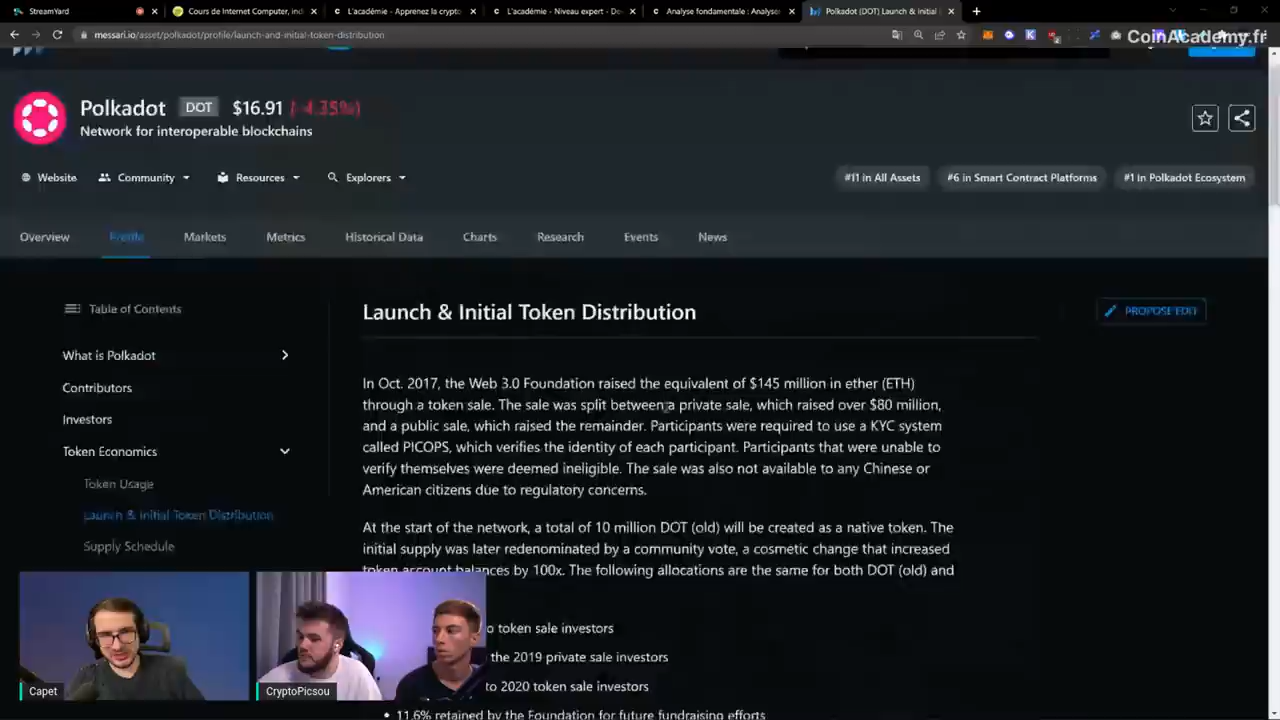 StreamYard
Cours de Internet Computer, ind
L'académie - Apprenez la crypto
L'académie - Niveau expert - De
Analyse fondamentale : Analyser
Polkadot (DOT) Launch & Initial
messari.io/asset/polkadot/profile/launch-and-initial-token-distribution
CoinAcademy.fr
Polkadot DOT $16.91 (-4.35%)
Network for interoperable blockchains
Website Community Resources Explorers
#11 in All Assets #6 in Smart Contract Platforms #1 in Polkadot Ecosystem
Overview Profile Markets Metrics Historical Data Charts Research Events News
Table of Contents
What is Polkadot
Contributors
Investors
Token Economics
Token Usage
Launch & Initial Token Distribution
Supply Schedule
Launch & Initial Token Distribution
PROPOSE EDIT
In Oct. 2017, the Web 3.0 Foundation raised the equivalent of $145 million in ether (ETH)
through a token sale. The sale was split between a private sale, which raised over $80 million,
and a public sale, which raised the remainder. Participants were required to use a KYC system
called PICOPS, which verifies the identity of each participant. Participants that were unable to
verify themselves were deemed ineligible. The sale was also not available to any Chinese or
American citizens due to regulatory concerns.
At the start of the network, a total of 10 million DOT (old) will be created as a native token. The
initial supply was later redenominated by a community vote, a cosmetic change that increased
token account balances by 100x. The following allocations are the same for both DOT (old) and
o token sale investors
the 2019 private sale investors
to 2020 token sale investors
• 11.6% retained by the Foundation for future fundraising efforts
Capet
CryptoPicsou